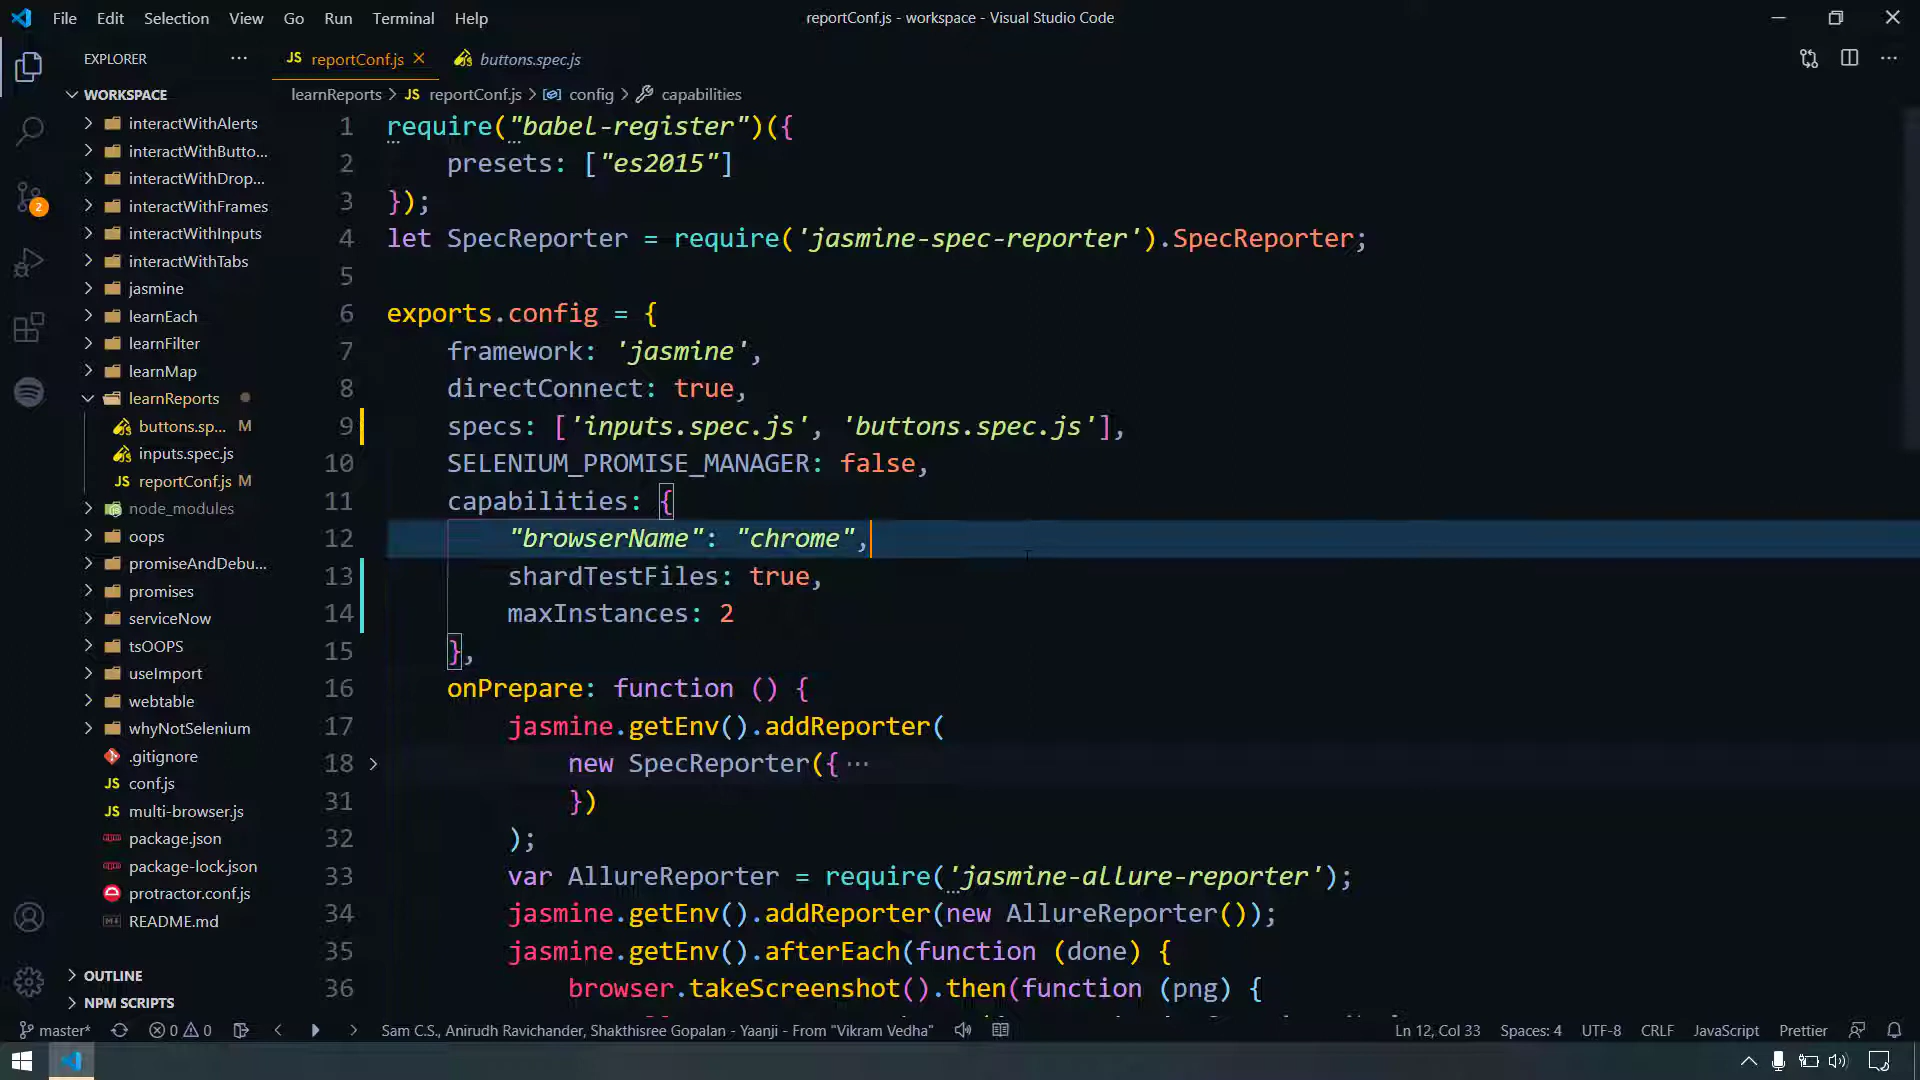 File Edit Selection View Go Run Terminal Help
reportConf.js - workspace - Visual Studio Code
EXPLORER
JS reportConf.js
buttons.spec.js
WORKSPACE
learnReports > JS reportConf.js > config > capabilities
interactWithAlerts
interactWithButto...
interactWithDrop...
interactWithFrames
interactWithInputs
interactWithTabs
jasmine
learnEach
learnFilter
learnMap
learnReports
buttons.sp... M
inputs.spec.js
JS reportConf.js M
node_modules
oops
promiseAndDebu...
promises
serviceNow
tsOOPS
useImport
webtable
whyNotSelenium
.gitignore
JS conf.js
JS multi-browser.js
package.json
package-lock.json
protractor.conf.js
README.md
OUTLINE
NPM SCRIPTS
2
1 require("babel-register")({
2 presets: ["es2015"]
3 });
4 let SpecReporter = require('jasmine-spec-reporter').SpecReporter;
5
6 exports.config = {
7 framework: 'jasmine',
8 directConnect: true,
9 specs: ['inputs.spec.js', 'buttons.spec.js'],
10 SELENIUM_PROMISE_MANAGER: false,
11 capabilities: {
12 "browserName": "chrome",
13 shardTestFiles: true,
14 maxInstances: 2
15 },
16 onPrepare: function () {
17 jasmine.getEnv().addReporter(
18 new SpecReporter({ ...
31 })
32 );
33 var AllureReporter = require('jasmine-allure-reporter');
34 jasmine.getEnv().addReporter(new AllureReporter());
35 jasmine.getEnv().afterEach(function (done) {
36 browser.takeScreenshot().then(function (png) {
master* 0 0 Sam C.S., Anirudh Ravichander, Shakthisree Gopalan - Yaanji - From "Vikram Vedha" Ln 12, Col 33 Spaces: 4 UTF-8 CRLF JavaScript Prettier